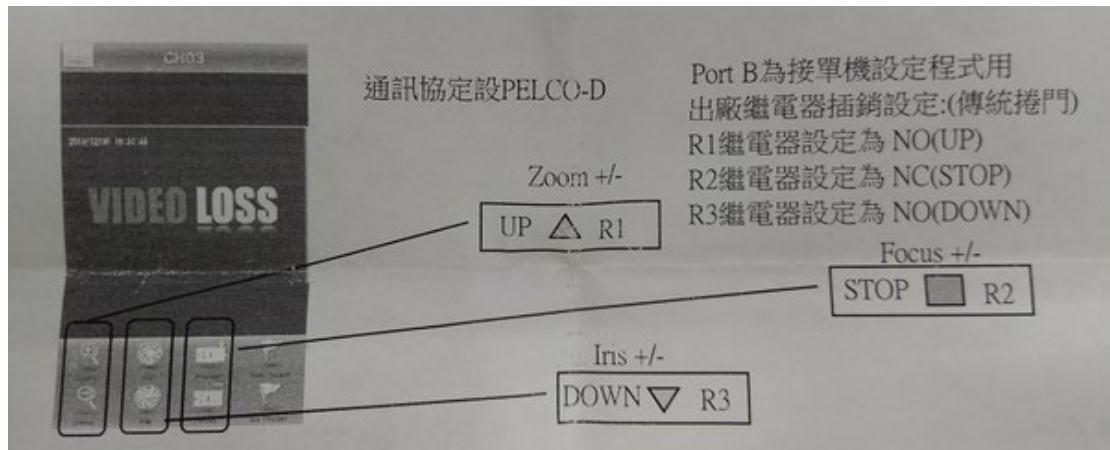 CH03
VIDEO LOSS
通訊協定設PELCO-D
Port B為接單機設定程式用
出廠繼電器插銷設定:(傳統捲門)
R1繼電器設定為 NO(UP)
R2繼電器設定為 NC(STOP)
R3繼電器設定為 NO(DOWN)
Zoom +/-
UP △ R1
Focus +/-
STOP R2
Iris +/-
DOWN ▽ R3